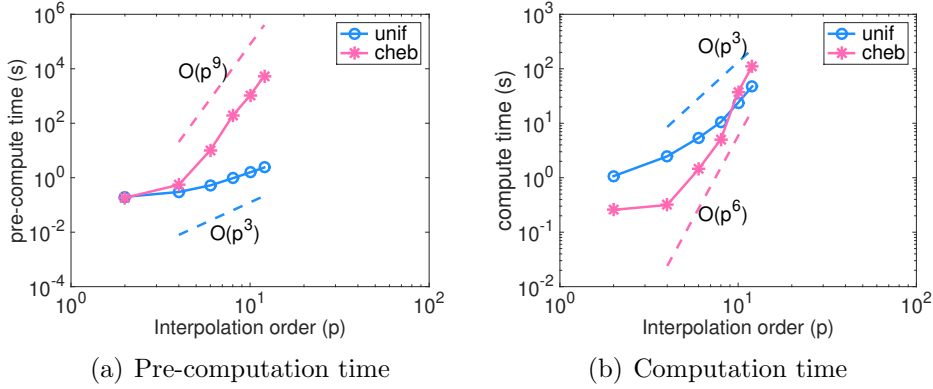 10^6
10^4
10^2
10^0
10^-2
10^-4
pre-compute time (s)
unif
cheb
O(p^9)
O(p^3)
10^0
10^1
10^2
Interpolation order (p)
(a) Pre-computation time
10^3
10^2
10^1
10^0
10^-1
10^-2
compute time (s)
unif
cheb
O(p^3)
O(p^6)
10^0
10^1
10^2
Interpolation order (p)
(b) Computation time